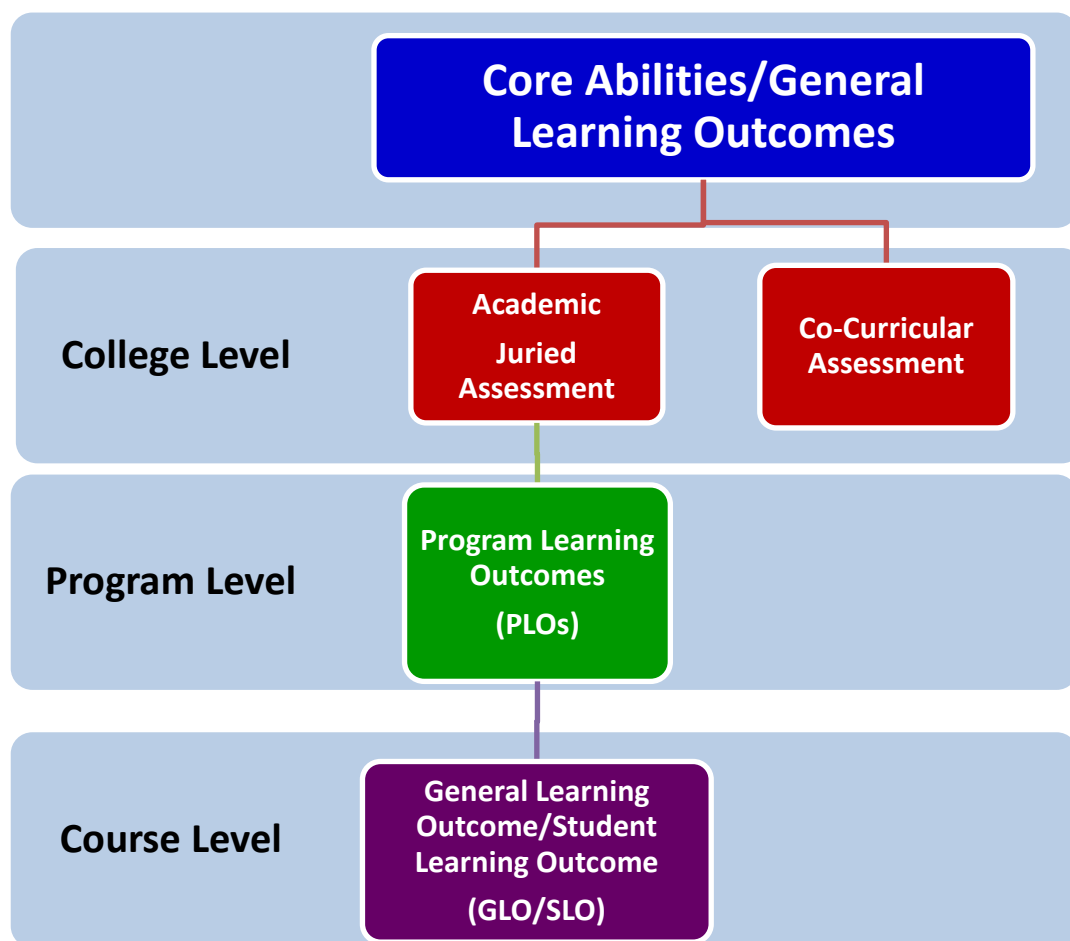 Core Abilities/General
Learning Outcomes
College Level
Academic
Juried
Assessment
Co-Curricular
Assessment
Program Level
Program Learning
Outcomes
(PLOs)
Course Level
General Learning
Outcome/Student
Learning Outcome
(GLO/SLO)